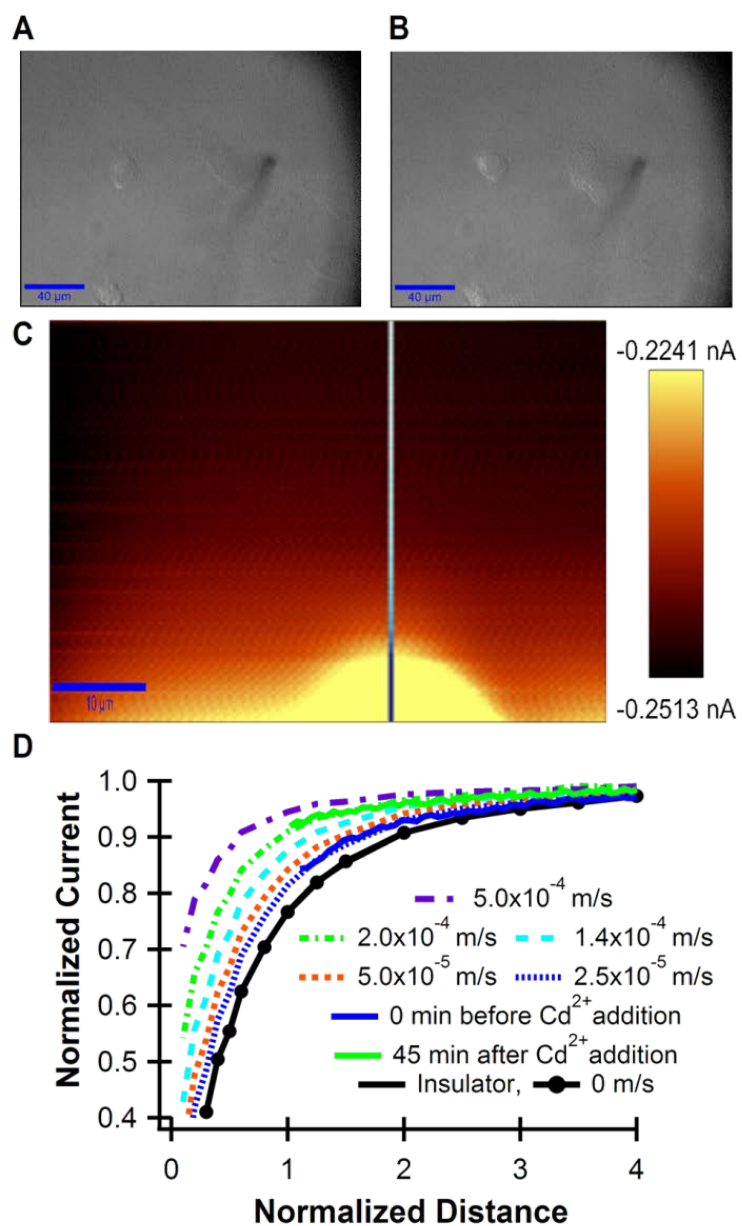 A
B
40 µm
40 µm
C
-0.2241 nA
10 µm
-0.2513 nA
D
1.0
0.9
0.8
0.7
0.6
0.5
0.4
Normalized Current
5.0x10⁻⁴ m/s
2.0x10⁻⁴ m/s
1.4x10⁻⁴ m/s
5.0x10⁻⁵ m/s
2.5x10⁻⁵ m/s
0 min before Cd²⁺ addition
45 min after Cd²⁺ addition
Insulator, 0 m/s
0 1 2 3 4
Normalized Distance